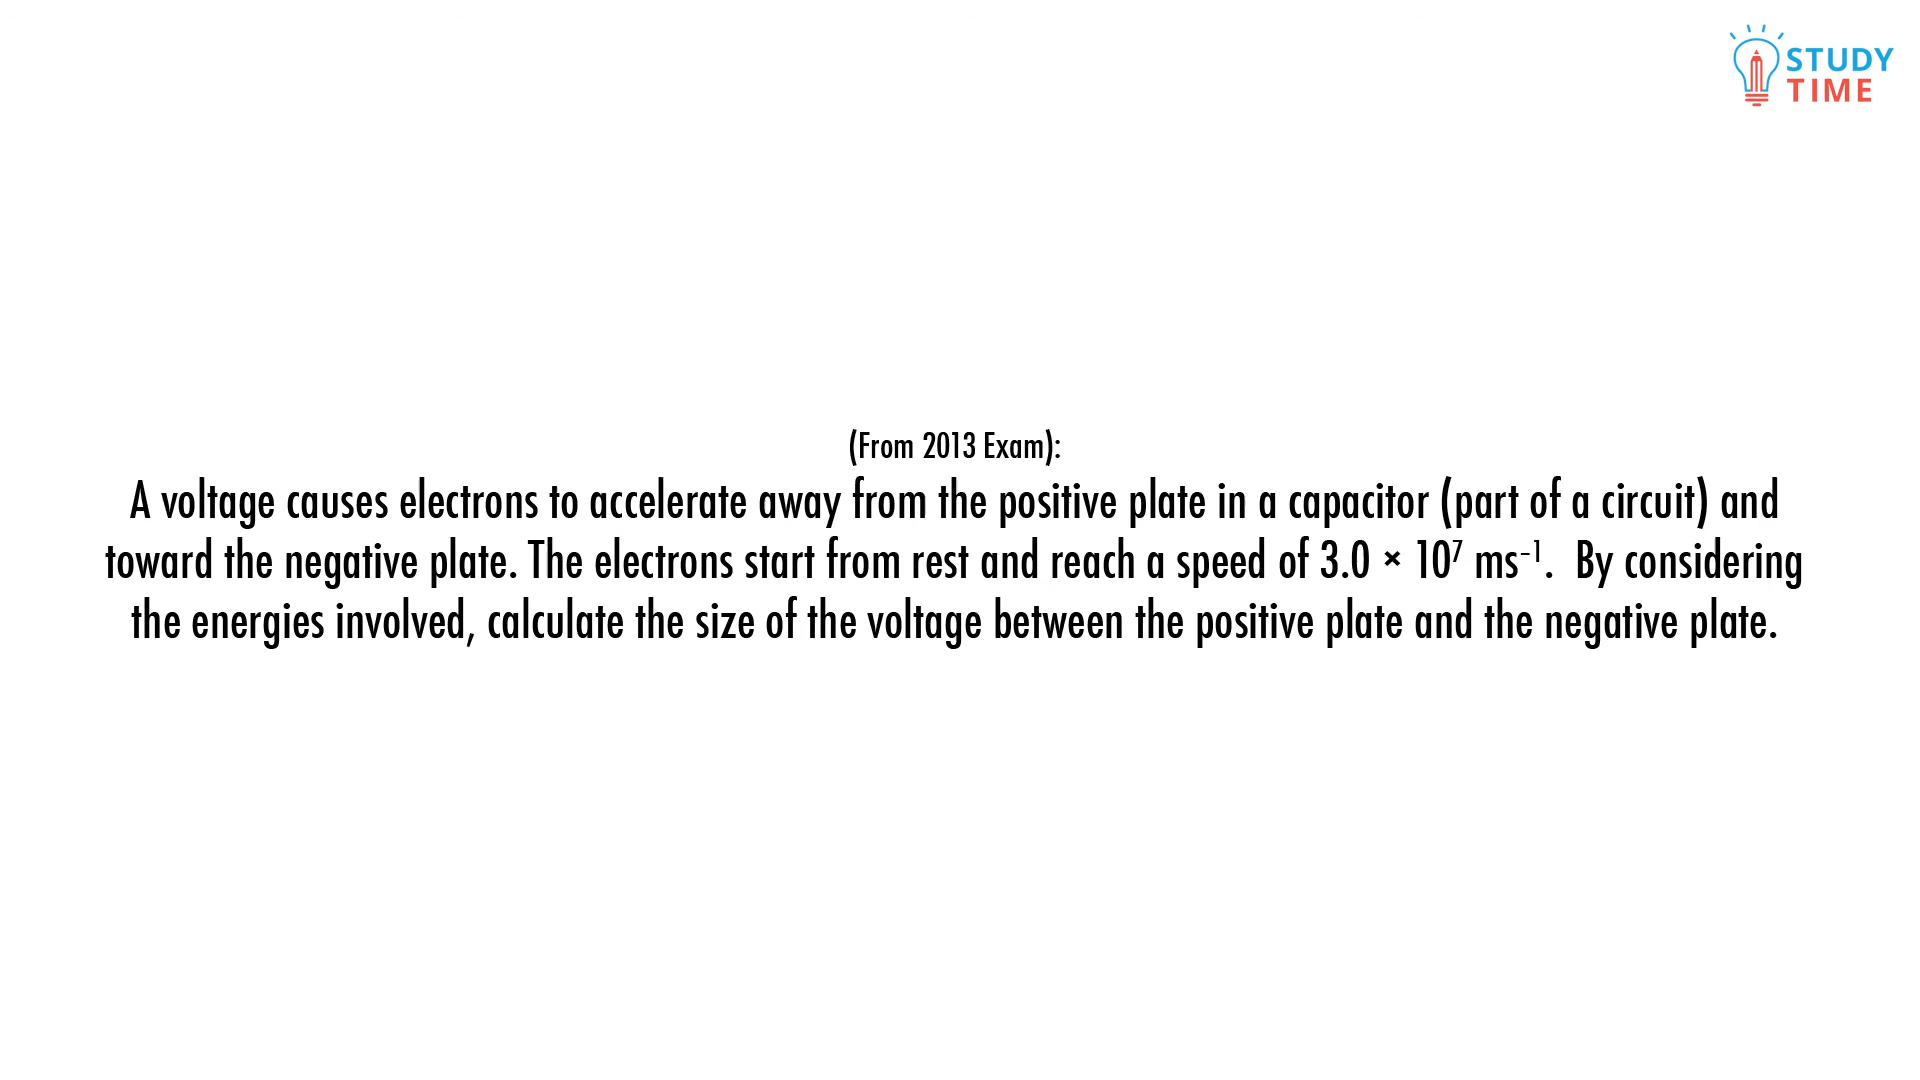 STUDY
TIME
(From 2013 Exam):
A voltage causes electrons to accelerate away from the positive plate in a capacitor (part of a circuit) and
toward the negative plate. The electrons start from rest and reach a speed of 3.0 × 10⁷ ms⁻¹.  By considering
the energies involved, calculate the size of the voltage between the positive plate and the negative plate.